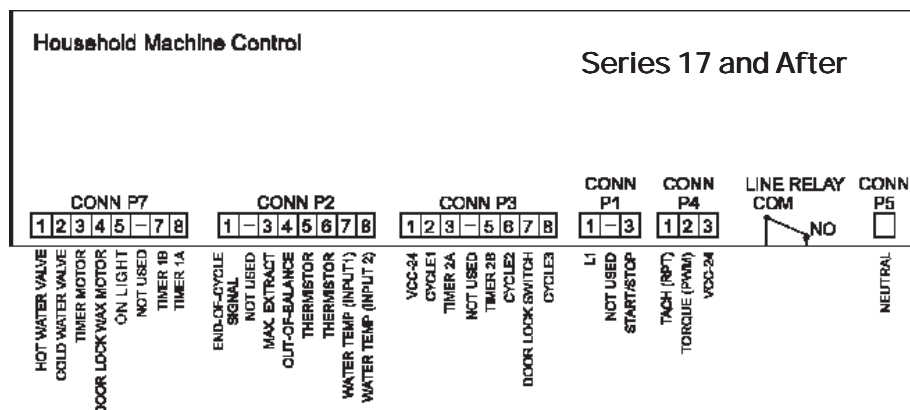 Household Machine Control
Series 17 and After
CONN P7
1 2 3 4 5 – 7 8
HOT WATER VALVE
COLD WATER VALVE
TIMER MOTOR
DOOR LOCK WAX MOTOR
ON LIGHT
NOT USED
TIMER 1B
TIMER 1A
CONN P2
1 – 3 4 5 6 7 8
END-OF-CYCLE
SIGNAL
NOT USED
MAX. EXTRACT
OUT-OF-BALANCE
THERMISTOR
THERMISTOR
WATER TEMP (INPUT 1)
WATER TEMP (INPUT 2)
CONN P3
1 2 3 – 5 6 7 8
VCC-24
CYCLE1
TIMER 2A
NOT USED
TIMER 2B
CYCLE2
DOOR LOCK SWITCH
CYCLE3
CONN
P1
1 – 3
L1
NOT USED
START/STOP
CONN
P4
1 2 3
TACH (RPT)
TORQUE (PWM)
VCC-24
LINE RELAY
COM
NO
CONN
P5
NEUTRAL